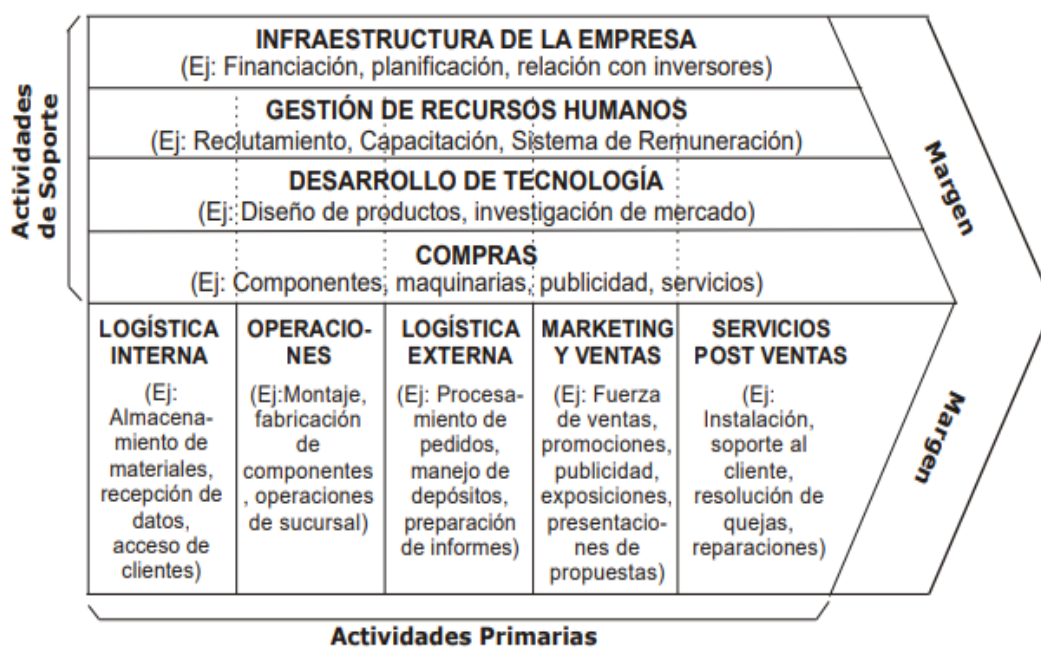 Actividades
de Soporte
INFRAESTRUCTURA DE LA EMPRESA
(Ej: Financiación, planificación, relación con inversores)
GESTIÓN DE RECURSOS HUMANOS
(Ej: Reclutamiento, Capacitación, Sistema de Remuneración)
DESARROLLO DE TECNOLOGÍA
(Ej: Diseño de productos, investigación de mercado)
COMPRAS
(Ej: Componentes, maquinarias, publicidad, servicios)
Margen
LOGÍSTICA
INTERNA
(Ej:
Almacena-
miento de
materiales,
recepción de
datos,
acceso de
clientes)
OPERACIO-
NES
(Ej:Montaje,
fabricación
de
componentes
, operaciones
de sucursal)
LOGÍSTICA
EXTERNA
(Ej: Procesa-
miento de
pedidos,
manejo de
depósitos,
preparación
de informes)
MARKETING
Y VENTAS
(Ej: Fuerza
de ventas,
promociones,
publicidad,
exposiciones,
presentacio-
nes de
propuestas)
SERVICIOS
POST VENTAS
(Ej:
Instalación,
soporte al
cliente,
resolución de
quejas,
reparaciones)
Margen
Actividades Primarias